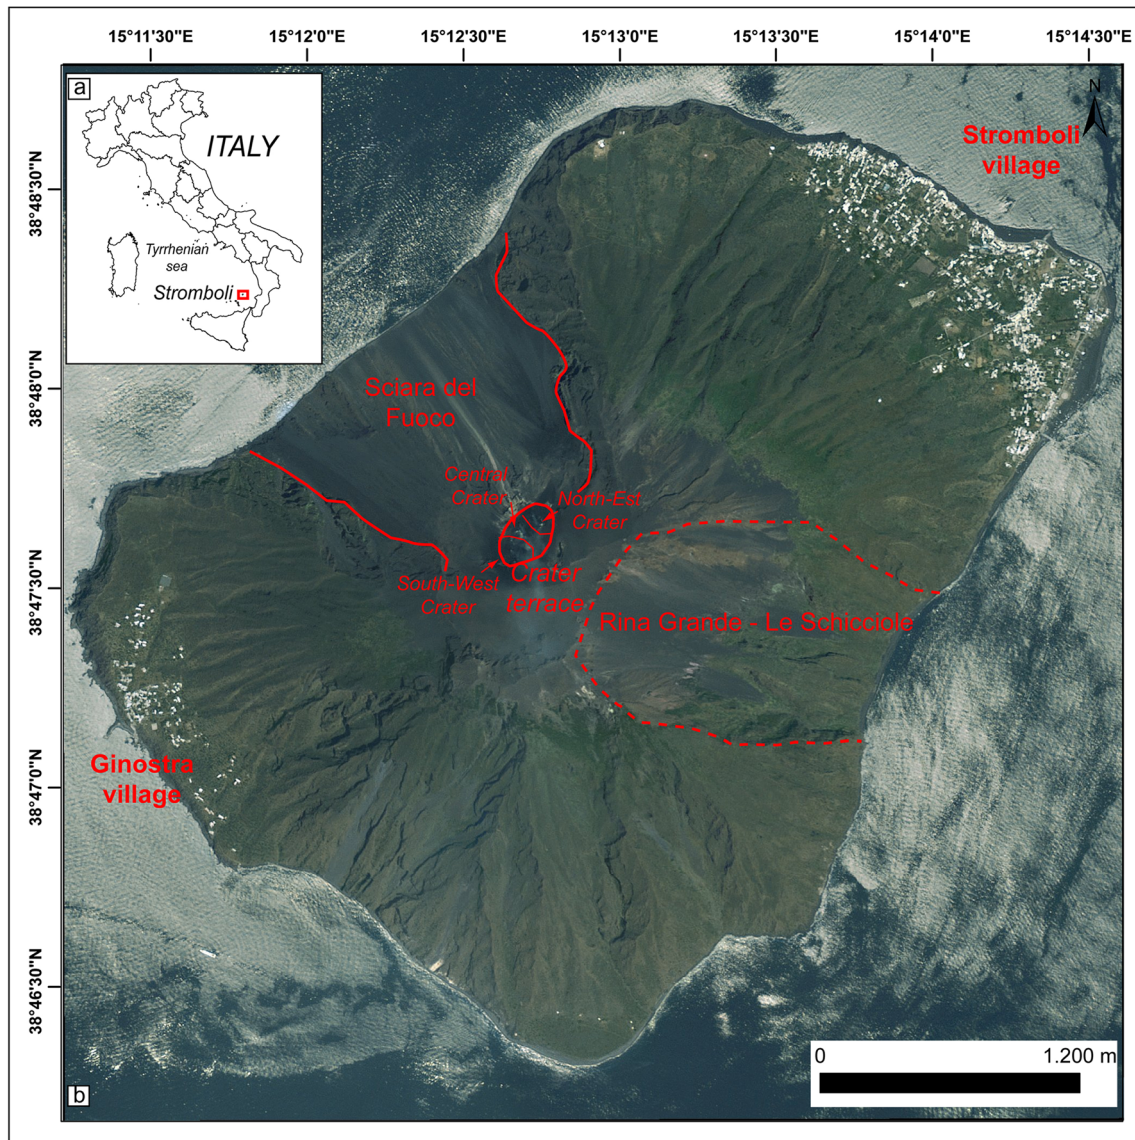 15°11'30"E
15°12'0"E
15°12'30"E
15°13'0"E
15°13'30"E
15°14'0"E
15°14'30"E
a
ITALY
Tyrrhenian
sea
Stromboli
N
Stromboli
village
38°48'30"N
38°48'0"N
38°47'30"N
38°47'0"N
38°46'30"N
Sciara del
Fuoco
Central
Crater
North-Est
Crater
South-West
Crater
Crater
terrace
Rina Grande - Le Schicciole
Ginostra
village
b
0
1.200 m